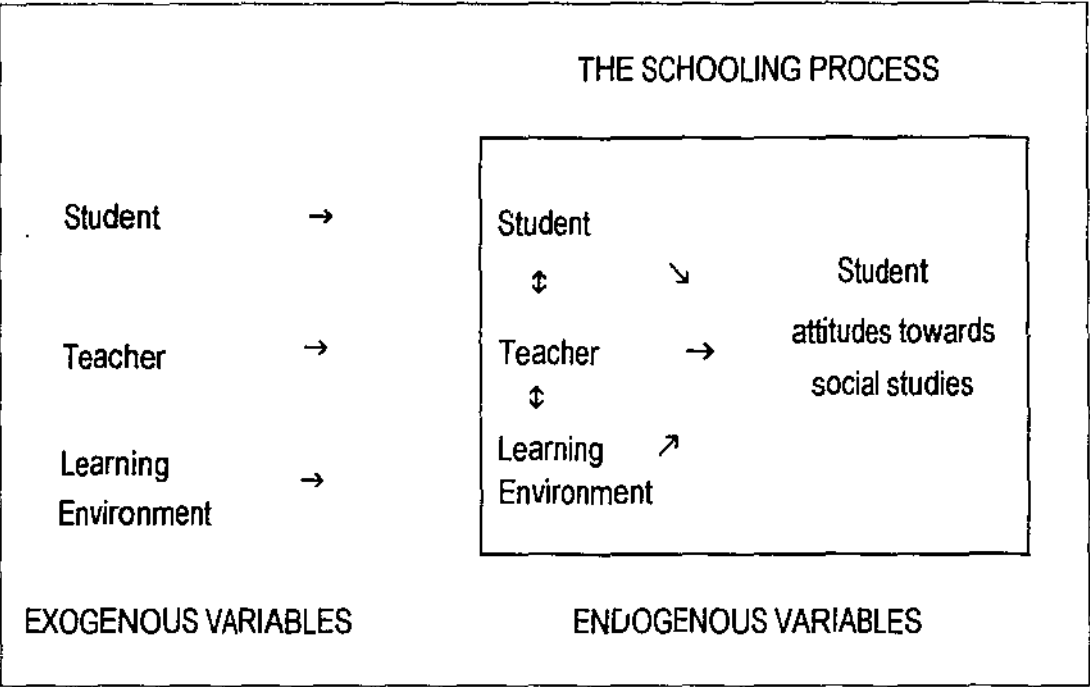 THE SCHOOLING PROCESS
Student →
Teacher →
Learning
Environment →
Student
↕ ↘
Teacher →
↕
Learning ↗
Environment
Student
attitudes towards
social studies
EXOGENOUS VARIABLES
ENDOGENOUS VARIABLES